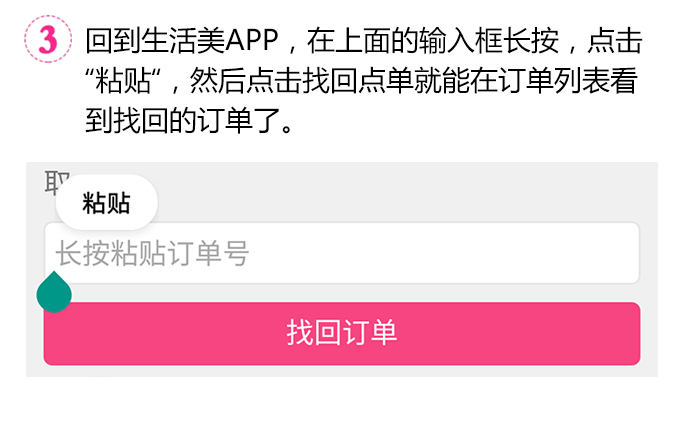 3
回到生活美APP，在上面的输入框长按，点击
“粘贴“，然后点击找回点单就能在订单列表看
到找回的订单了。
取
粘贴
长按粘贴订单号
找回订单